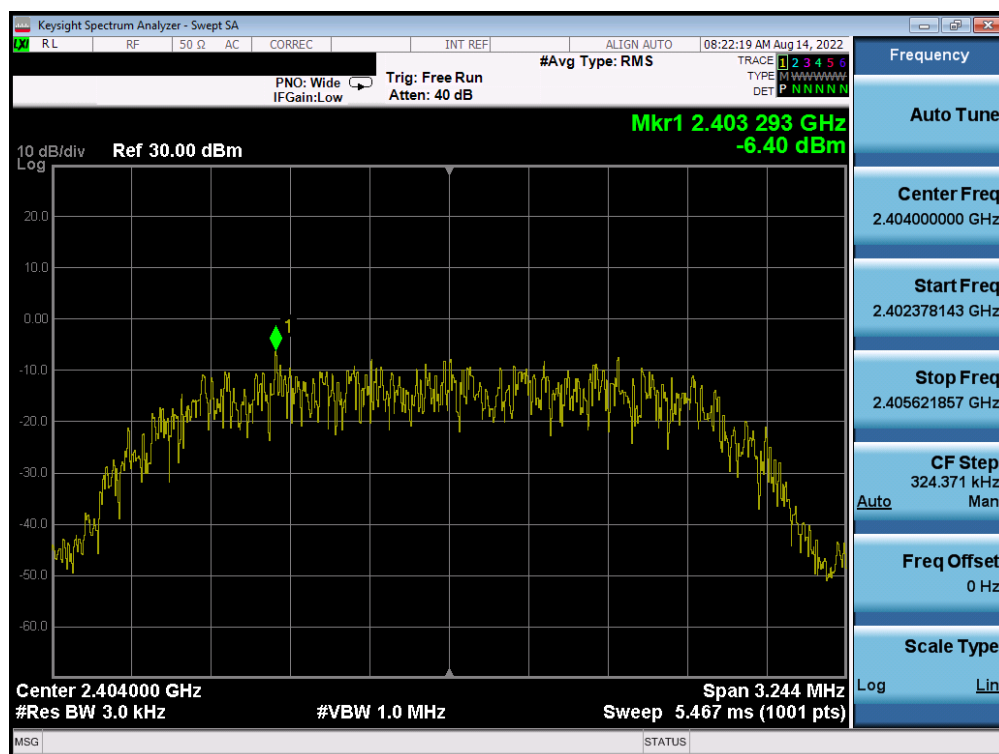 Keysight Spectrum Analyzer - Swept SA
LXI RL RF 50 Ω AC CORREC INT REF ALIGN AUTO 08:22:19 AM Aug 14, 2022
PNO: Wide Trig: Free Run #Avg Type: RMS TRACE 1 2 3 4 5 6
TYPE M WWWWW
IFGain:Low Atten: 40 dB DET P N N N N N
Mkr1 2.403 293 GHz
-6.40 dBm
10 dB/div Ref 30.00 dBm
Log
20.0
10.0
0.00
1
-10.0
-20.0
-30.0
-40.0
-50.0
-60.0
Center 2.404000 GHz Span 3.244 MHz
#Res BW 3.0 kHz #VBW 1.0 MHz Sweep 5.467 ms (1001 pts)
MSG STATUS
Frequency
Auto Tune
Center Freq
2.404000000 GHz
Start Freq
2.402378143 GHz
Stop Freq
2.405621857 GHz
CF Step
324.371 kHz
Auto Man
Freq Offset
0 Hz
Scale Type
Log Lin